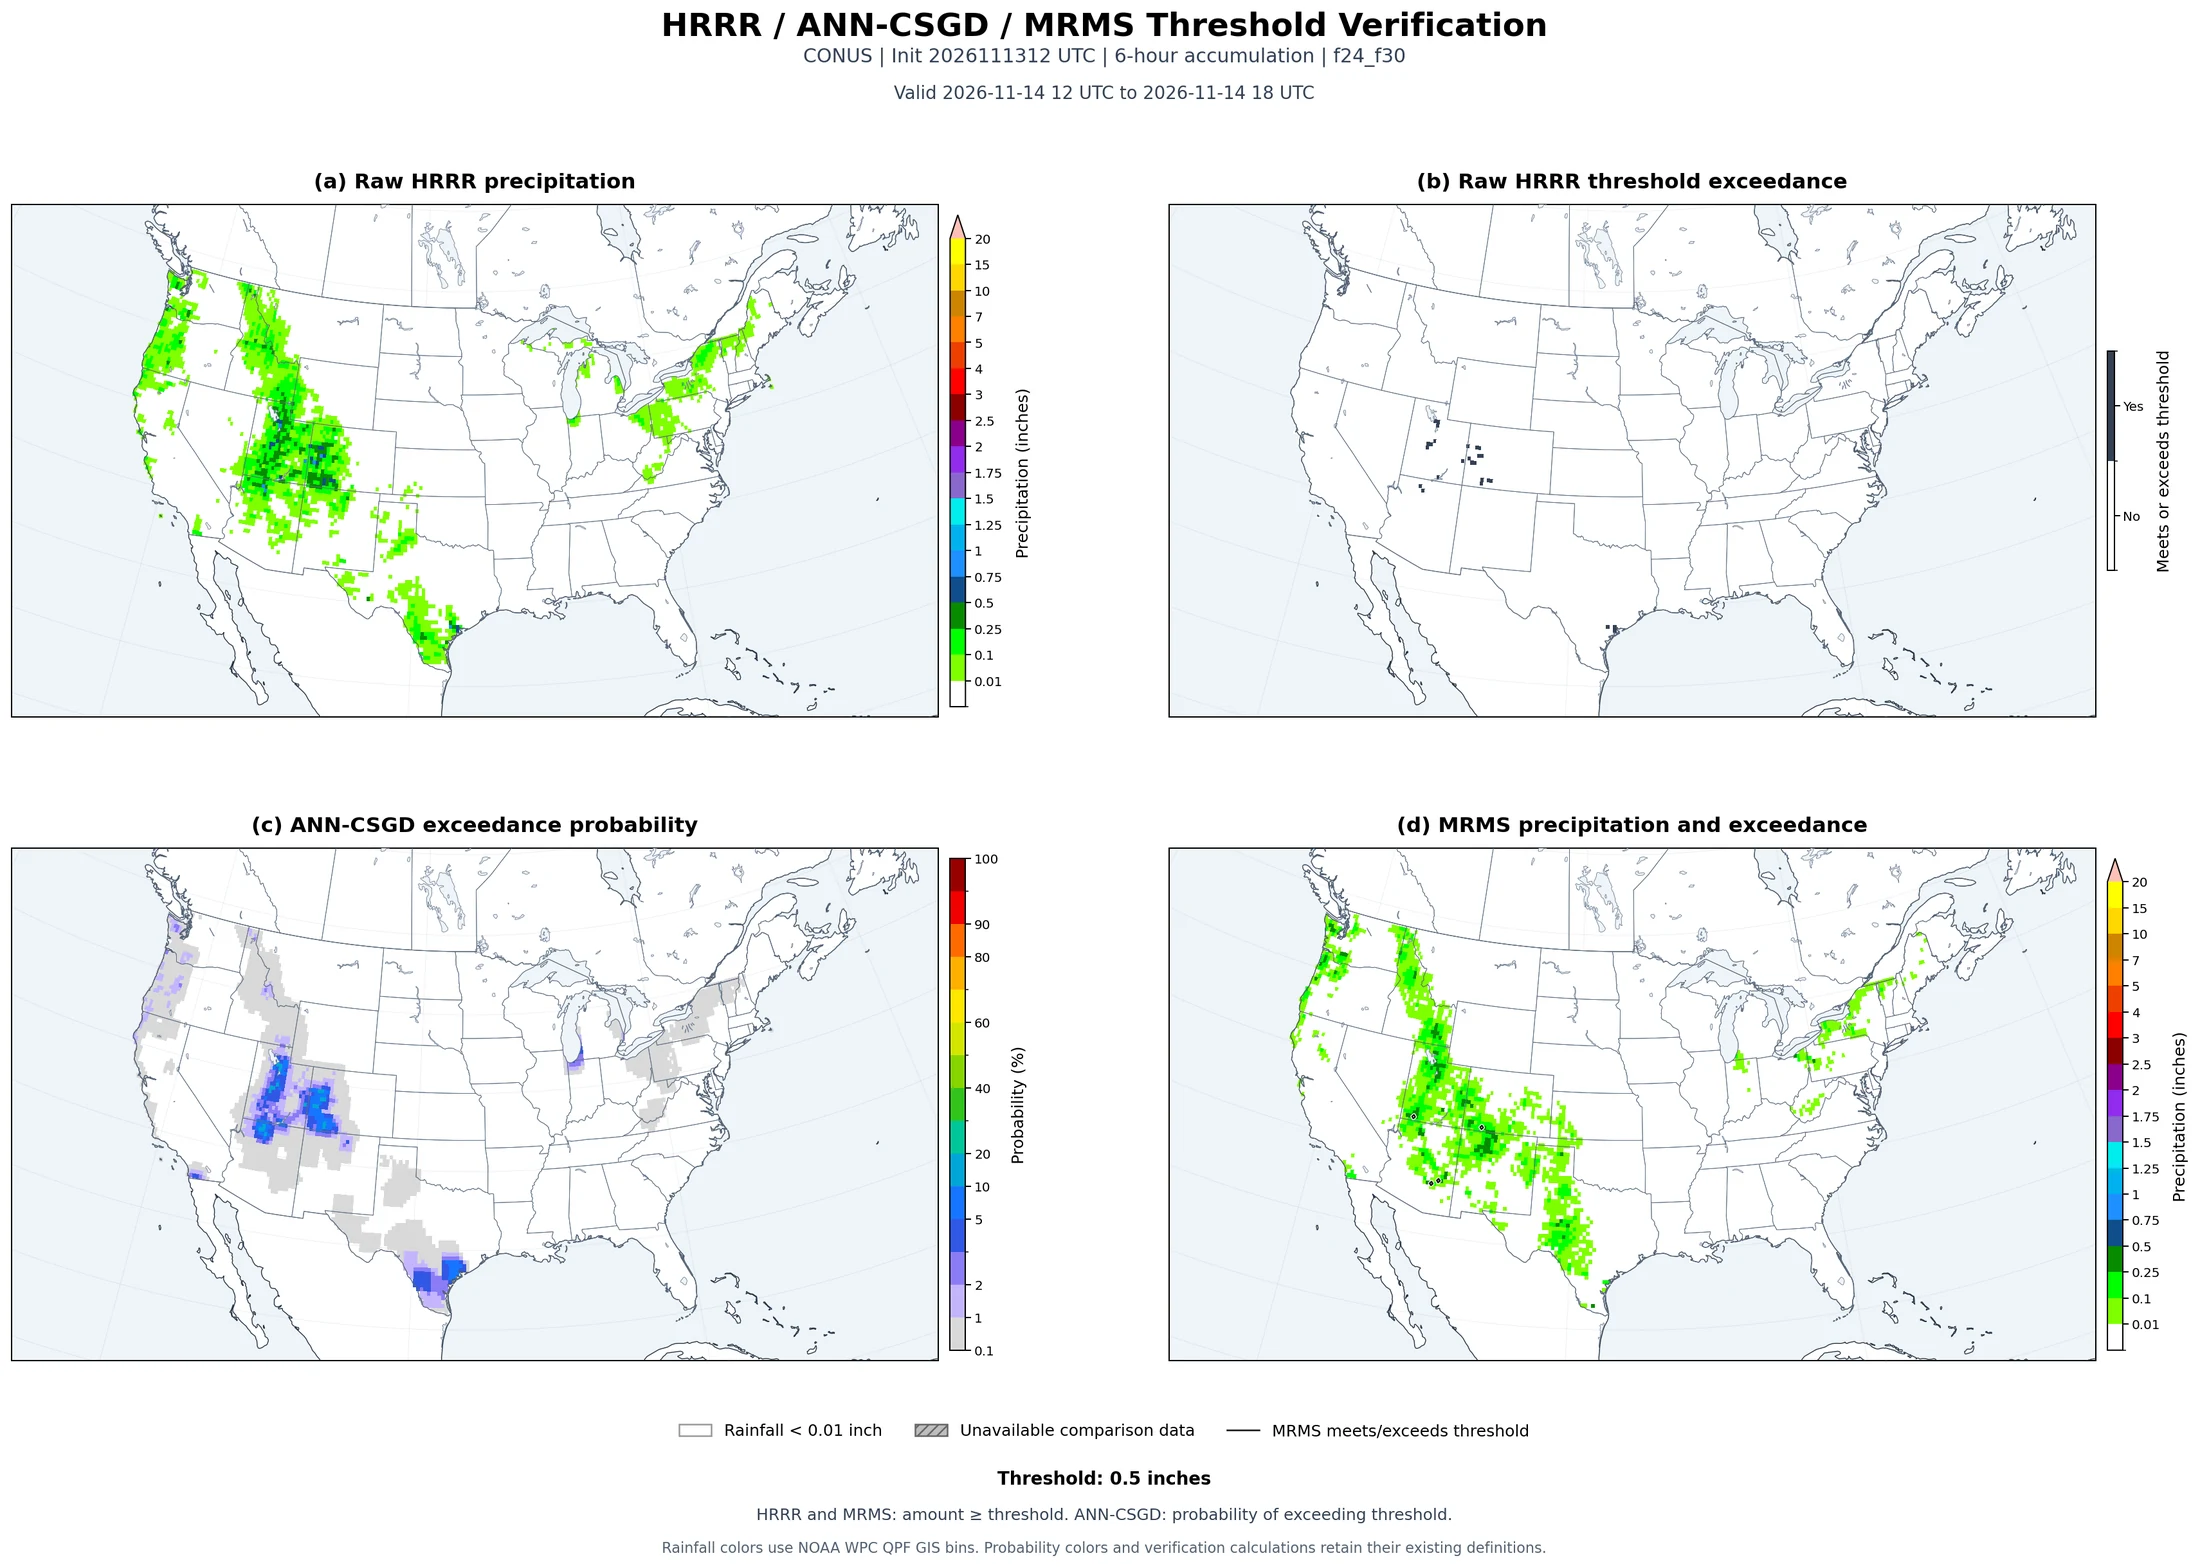 HRRR / ANN-CSGD / MRMS Threshold Verification
CONUS | Init 2026111312 UTC | 6-hour accumulation | f24_f30
Valid 2026-11-14 12 UTC to 2026-11-14 18 UTC
(a) Raw HRRR precipitation
20
15
10
7
5
4
3
2.5
2
1.75
1.5
1.25
1
0.75
0.5
0.25
0.1
0.01
Precipitation (inches)
(b) Raw HRRR threshold exceedance
Yes
No
Meets or exceeds threshold
(c) ANN-CSGD exceedance probability
100
90
80
60
40
20
10
5
2
1
0.1
Probability (%)
(d) MRMS precipitation and exceedance
20
15
10
7
5
4
3
2.5
2
1.75
1.5
1.25
1
0.75
0.5
0.25
0.1
0.01
Precipitation (inches)
Rainfall < 0.01 inch
Unavailable comparison data
MRMS meets/exceeds threshold
Threshold: 0.5 inches
HRRR and MRMS: amount ≥ threshold. ANN-CSGD: probability of exceeding threshold.
Rainfall colors use NOAA WPC QPF GIS bins. Probability colors and verification calculations retain their existing definitions.